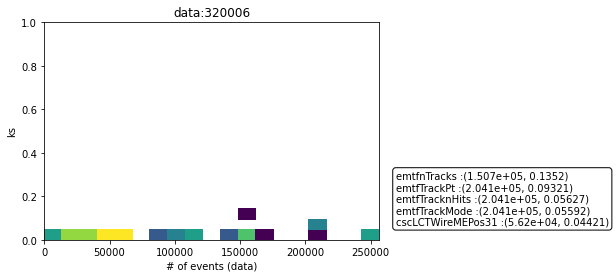 data:320006
1.0
0.8
0.6
0.4
0.2
0.0
ks
0 50000 100000 150000 200000 250000
# of events (data)
emtfnTracks :(1.507e+05, 0.1352)
emtfTrackPt :(2.041e+05, 0.09321)
emtfTracknHits :(2.041e+05, 0.05627)
emtfTrackMode :(2.041e+05, 0.05592)
cscLCTWireMEPos31 :(5.62e+04, 0.04421)